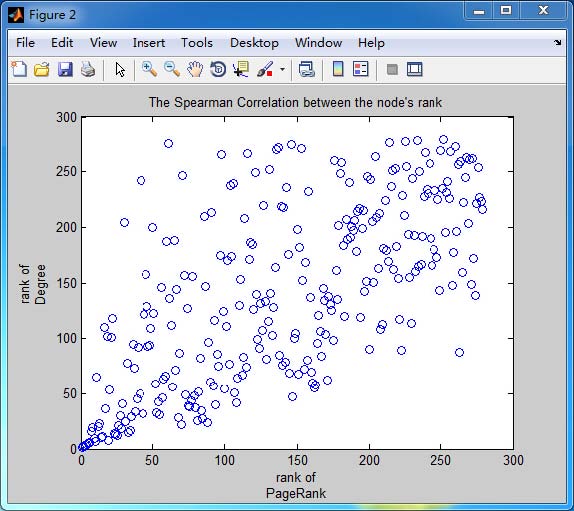 Figure 2
File Edit View Insert Tools Desktop Window Help
The Spearman Correlation between the node's rank
300
250
200
150
100
50
0
rank of
Degree
0 50 100 150 200 250 300
rank of
PageRank